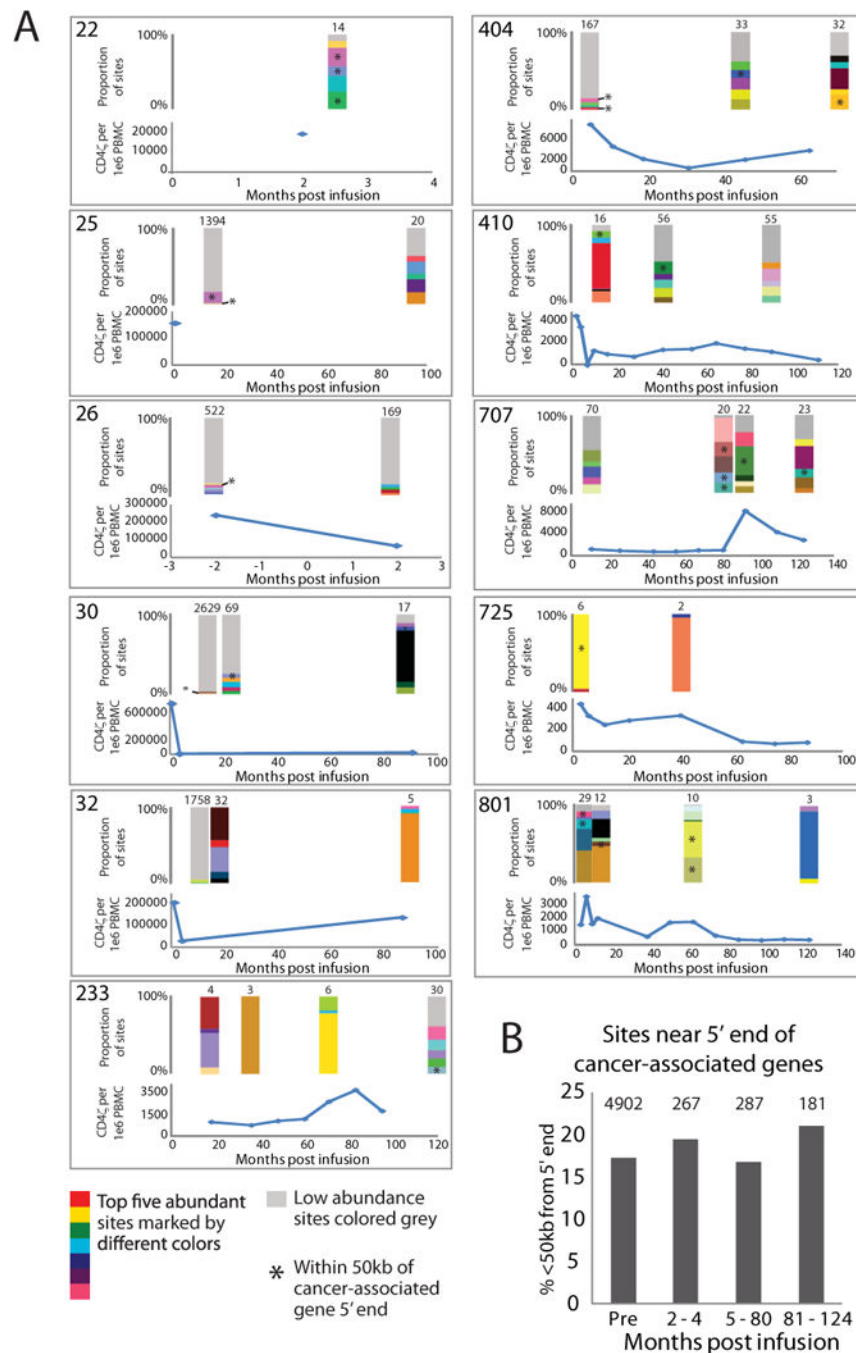 A
22
14
100%
0%
Proportion
of sites
20000
10000
0
CD4ζ per
1e6 PBMC
0 1 2 3 4
Months post infusion
25
1394 20
100%
0%
Proportion
of sites
200000
100000
0
CD4ζ per
1e6 PBMC
0 20 40 60 80 100
Months post infusion
26
522 169
100%
0%
Proportion
of sites
300000
200000
100000
0
CD4ζ per
1e6 PBMC
-3 -2 -1 0 1 2 3
Months post infusion
30
2629 69 17
100%
0%
Proportion
of sites
600000
400000
200000
0
CD4ζ per
1e6 PBMC
0 20 40 60 80 100
Months post infusion
32
1758 32 5
100%
0%
Proportion
of sites
200000
100000
0
CD4ζ per
1e6 PBMC
0 20 40 60 80 100
Months post infusion
233
4 3 6 30
100%
0%
Proportion
of sites
3500
1500
0
CD4ζ per
1e6 PBMC
0 20 40 60 80 100 120
Months post infusion
404
167 33 32
100%
0%
Proportion
of sites
6000
2000
0
CD4ζ per
1e6 PBMC
0 20 40 60
Months post infusion
410
16 56 55
100%
0%
Proportion
of sites
4000
2000
0
CD4ζ per
1e6 PBMC
0 20 40 60 80 100 120
Months post infusion
707
70 20 22 23
100%
0%
Proportion
of sites
8000
4000
0
CD4ζ per
1e6 PBMC
0 20 40 60 80 100 120 140
Months post infusion
725
6 2
100%
0%
Proportion
of sites
400
200
0
CD4ζ per
1e6 PBMC
0 20 40 60 80 100
Months post infusion
801
29 12 10 3
100%
0%
Proportion
of sites
3000
2000
1000
0
CD4ζ per
1e6 PBMC
0 20 40 60 80 100 120 140
Months post infusion
Top five abundant
sites marked by
different colors
Low abundance
sites colored grey
* Within 50kb of
cancer-associated
gene 5' end
B
Sites near 5' end of
cancer-associated genes
25
20
15
10
5
0
% <50kb from 5' end
4902 267 287 181
Pre 2 - 4 5 - 80 81 - 124
Months post infusion